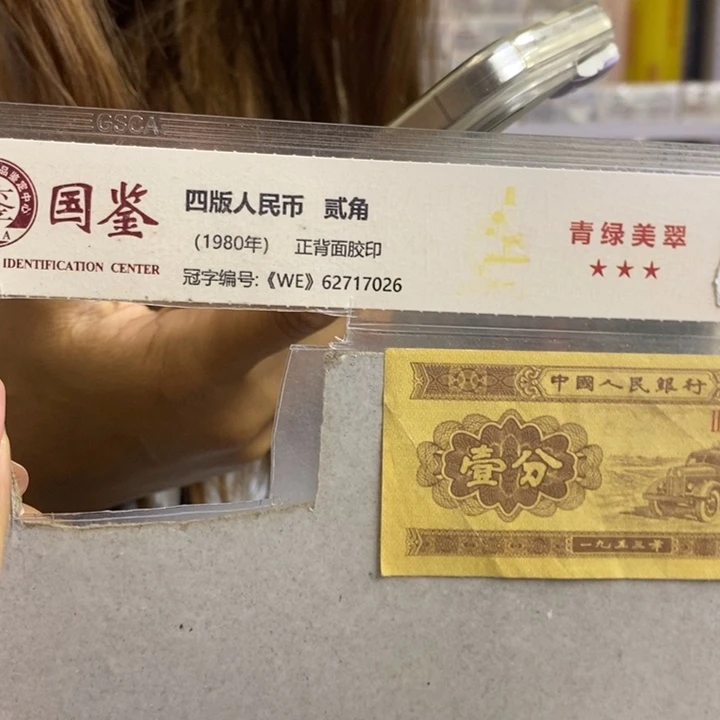 GSCA
国鉴
IDENTIFICATION CENTER
四版人民币 贰角
(1980年) 正背面胶印
冠字编号:《WE》62717026
青绿美翠
★★★
中國人民銀行
壹分
一九五三年